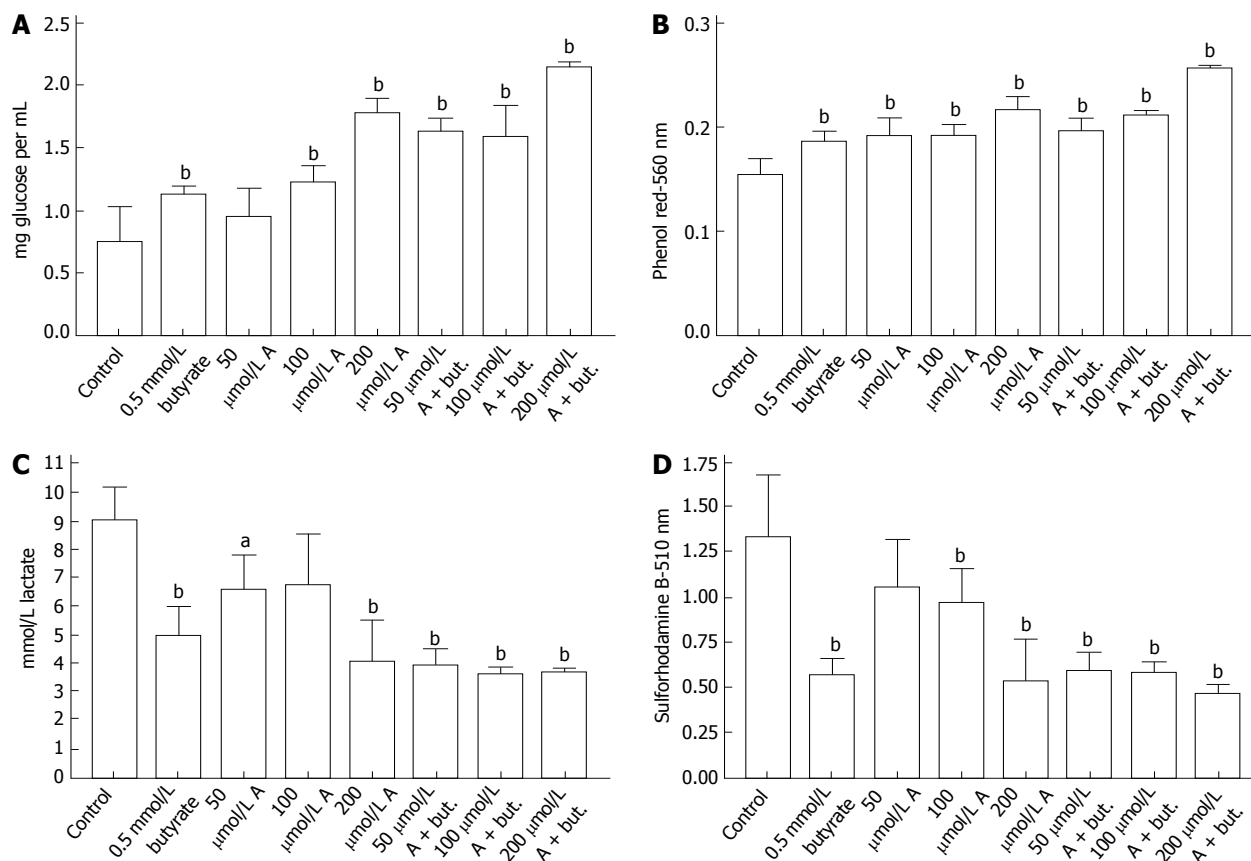 A
mg glucose per mL
2.5
2.0
1.5
1.0
0.5
0.0
b
b
b
b
b
b
Control
0.5 mmol/L
butyrate
50
μmol/L A
100
μmol/L A
200
μmol/L A
50 μmol/L
A + but.
100 μmol/L
A + but.
200 μmol/L
A + but.
B
Phenol red-560 nm
0.3
0.2
0.1
0.0
b
b
b
b
b
b
b
Control
0.5 mmol/L
butyrate
50
μmol/L A
100
μmol/L A
200
μmol/L A
50 μmol/L
A + but.
100 μmol/L
A + but.
200 μmol/L
A + but.
C
mmol/L lactate
11
10
9
8
7
6
5
4
3
2
1
0
b
a
b
b
b
b
Control
0.5 mmol/L
butyrate
50
μmol/L A
100
μmol/L A
200
μmol/L A
50 μmol/L
A + but.
100 μmol/L
A + but.
200 μmol/L
A + but.
D
Sulforhodamine B-510 nm
1.75
1.50
1.25
1.00
0.75
0.50
0.25
0.00
b
b
b
b
b
b
Control
0.5 mmol/L
butyrate
50
μmol/L A
100
μmol/L A
200
μmol/L A
50 μmol/L
A + but.
100 μmol/L
A + but.
200 μmol/L
A + but.